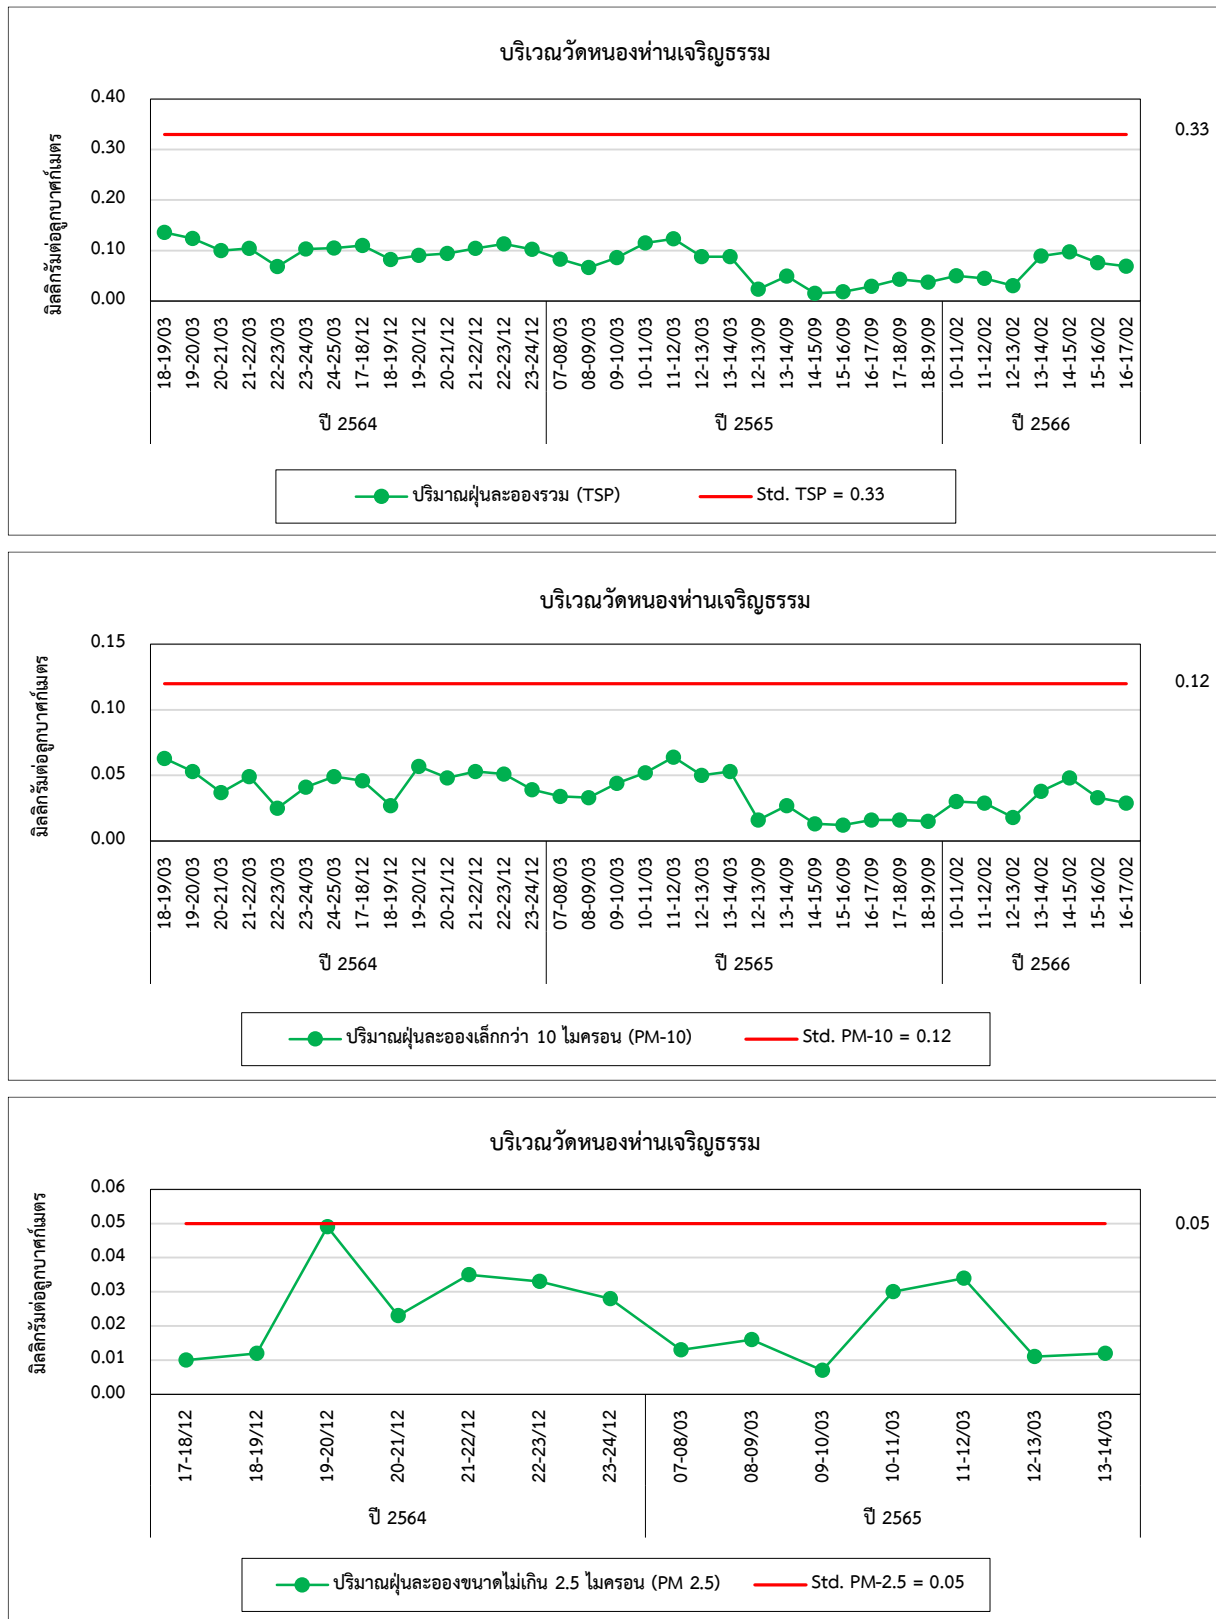 บริเวณวัดหนองห่านเจริญธรรม
มิลลิกรัมต่อลูกบาศก์เมตร
0.40
0.30
0.20
0.10
0.00
0.33
18-19/03 19-20/03 20-21/03 21-22/03 22-23/03 23-24/03 24-25/03 17-18/12 18-19/12 19-20/12 20-21/12 21-22/12 22-23/12 23-24/12 07-08/03 08-09/03 09-10/03 10-11/03 11-12/03 12-13/03 13-14/03 12-13/09 13-14/09 14-15/09 15-16/09 16-17/09 17-18/09 18-19/09 10-11/02 11-12/02 12-13/02 13-14/02 14-15/02 15-16/02 16-17/02
ปี 2564 ปี 2565 ปี 2566
ปริมาณฝุ่นละอองรวม (TSP) Std. TSP = 0.33
บริเวณวัดหนองห่านเจริญธรรม
มิลลิกรัมต่อลูกบาศก์เมตร
0.15
0.10
0.05
0.00
0.12
18-19/03 19-20/03 20-21/03 21-22/03 22-23/03 23-24/03 24-25/03 17-18/12 18-19/12 19-20/12 20-21/12 21-22/12 22-23/12 23-24/12 07-08/03 08-09/03 09-10/03 10-11/03 11-12/03 12-13/03 13-14/03 12-13/09 13-14/09 14-15/09 15-16/09 16-17/09 17-18/09 18-19/09 10-11/02 11-12/02 12-13/02 13-14/02 14-15/02 15-16/02 16-17/02
ปี 2564 ปี 2565 ปี 2566
ปริมาณฝุ่นละอองเล็กกว่า 10 ไมครอน (PM-10) Std. PM-10 = 0.12
บริเวณวัดหนองห่านเจริญธรรม
มิลลิกรัมต่อลูกบาศก์เมตร
0.06
0.05
0.04
0.03
0.02
0.01
0.00
0.05
17-18/12 18-19/12 19-20/12 20-21/12 21-22/12 22-23/12 23-24/12 07-08/03 08-09/03 09-10/03 10-11/03 11-12/03 12-13/03 13-14/03
ปี 2564 ปี 2565
ปริมาณฝุ่นละอองขนาดไม่เกิน 2.5 ไมครอน (PM 2.5) Std. PM-2.5 = 0.05